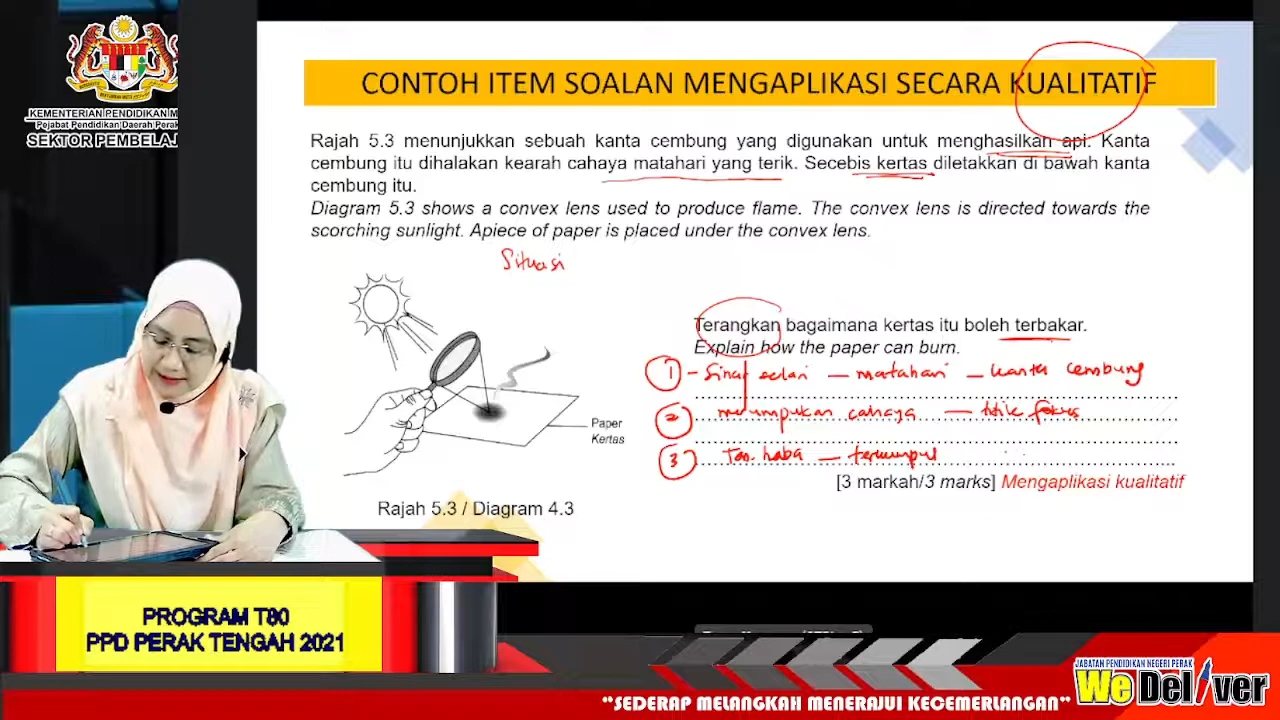 KEMENTERIAN PENDIDIKAN M
Pejabat Pendidikan Daerah Perak
SEKTOR PEMBELAJ
CONTOH ITEM SOALAN MENGAPLIKASI SECARA KUALITATIF
Rajah 5.3 menunjukkan sebuah kanta cembung yang digunakan untuk menghasilkan api. Kanta
cembung itu dihalakan kearah cahaya matahari yang terik. Secebis kertas diletakkan di bawah kanta
cembung itu.
Diagram 5.3 shows a convex lens used to produce flame. The convex lens is directed towards the
scorching sunlight. Apiece of paper is placed under the convex lens.
Situasi
Terangkan bagaimana kertas itu boleh terbakar.
Explain how the paper can burn.
1 - Sinar selari - matahari - kanta cembung
2 menumpukan cahaya - titik fokus
3 haba - terkumpul
[3 markah/3 marks] Mengaplikasi kualitatif
Paper
Kertas
Rajah 5.3 / Diagram 4.3
PROGRAM T80
PPD PERAK TENGAH 2021
JABATAN PENDIDIKAN NEGERI PERAK
We Deliver
"SEDERAP MELANGKAH MENERAJUI KECEMERLANGAN"